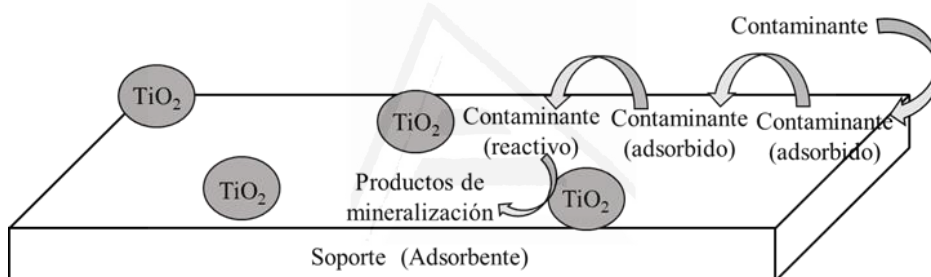 Contaminante
TiO2
TiO2
Contaminante
(reactivo)
Contaminante
(adsorbido)
Contaminante
(adsorbido)
TiO2
Productos de
mineralización
TiO2
Soporte (Adsorbente)